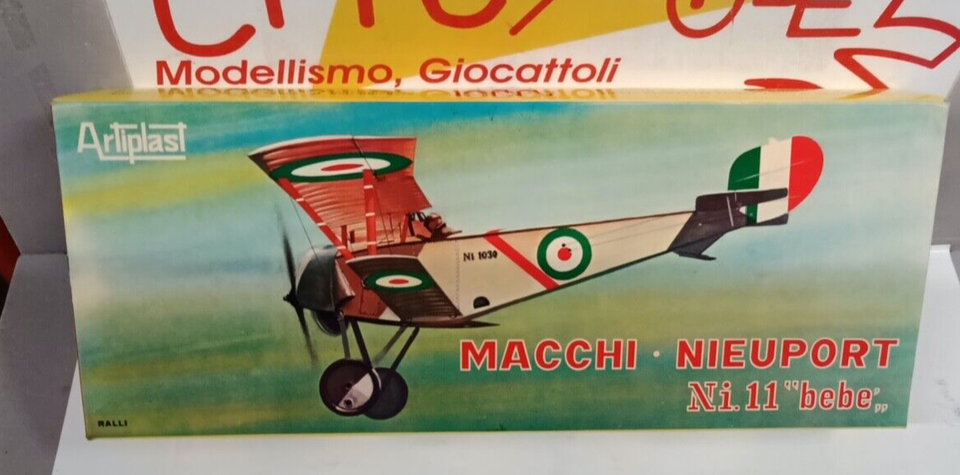 Modellismo, Giocattoli
Artiplast
Ni 1030
MACCHI · NIEUPORT
Ni. 11 "bebe"
RALLI